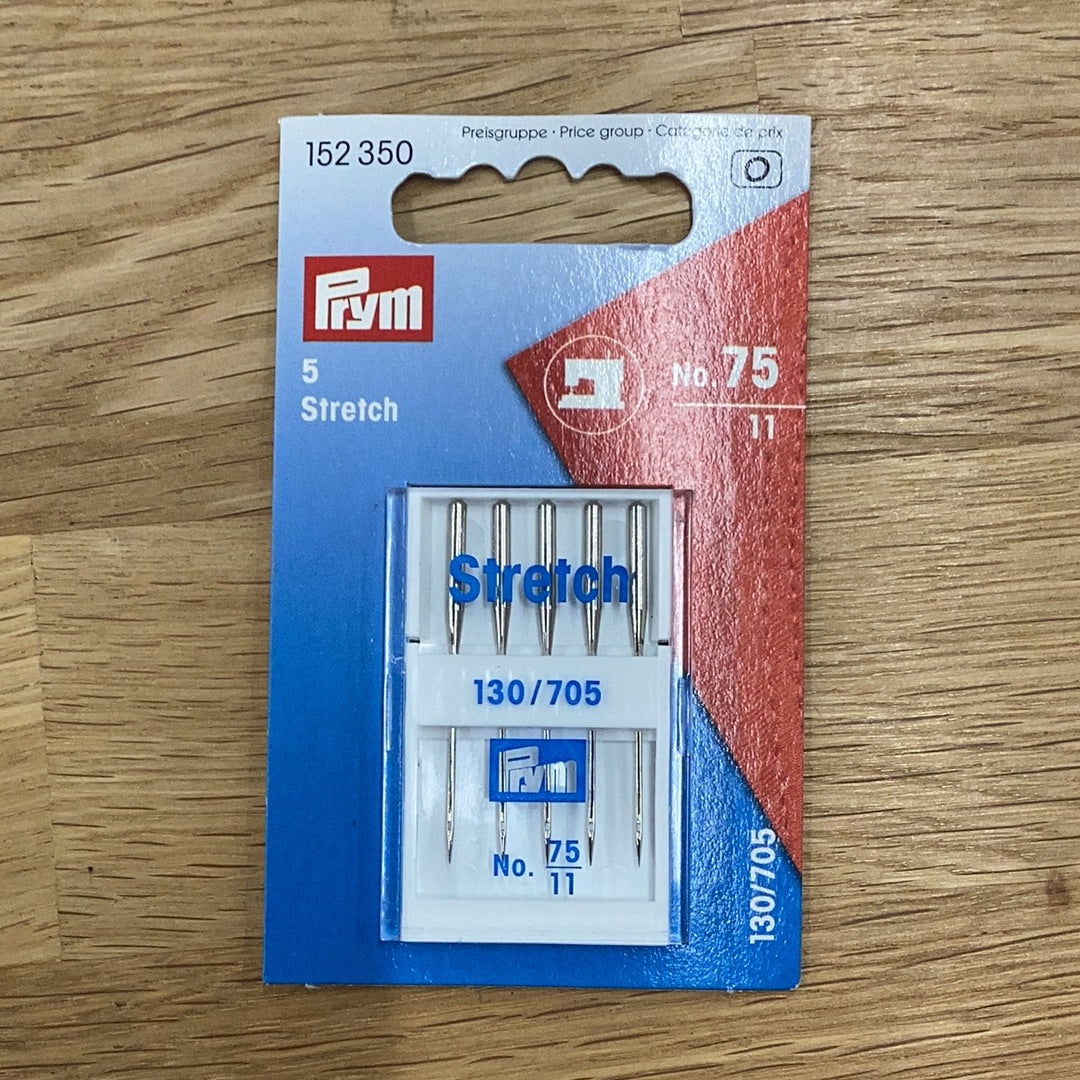 Preisgruppe · Price group · Catégorie de prix
152 350
O
Prym
5
Stretch
No. 75
11
Stretch
130/705
Prym
No. 75
11
130/705